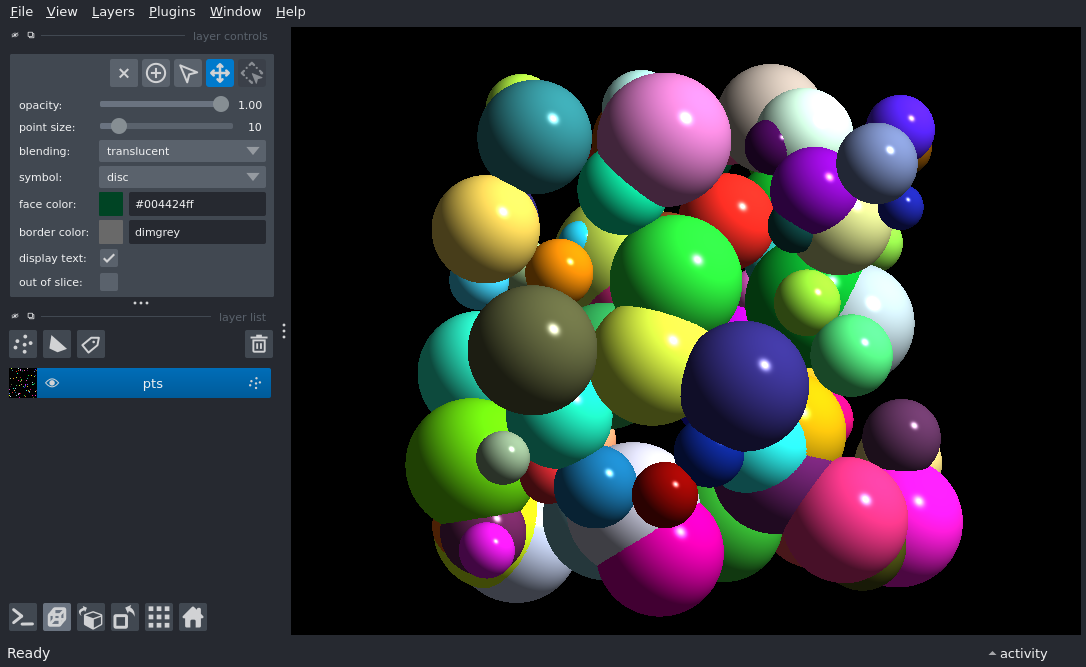 File View Layers Plugins Window Help
layer controls
opacity: 1.00
point size: 10
blending: translucent
symbol: disc
face color: #004424ff
border color: dimgrey
display text:
out of slice:
layer list
pts
Ready
activity